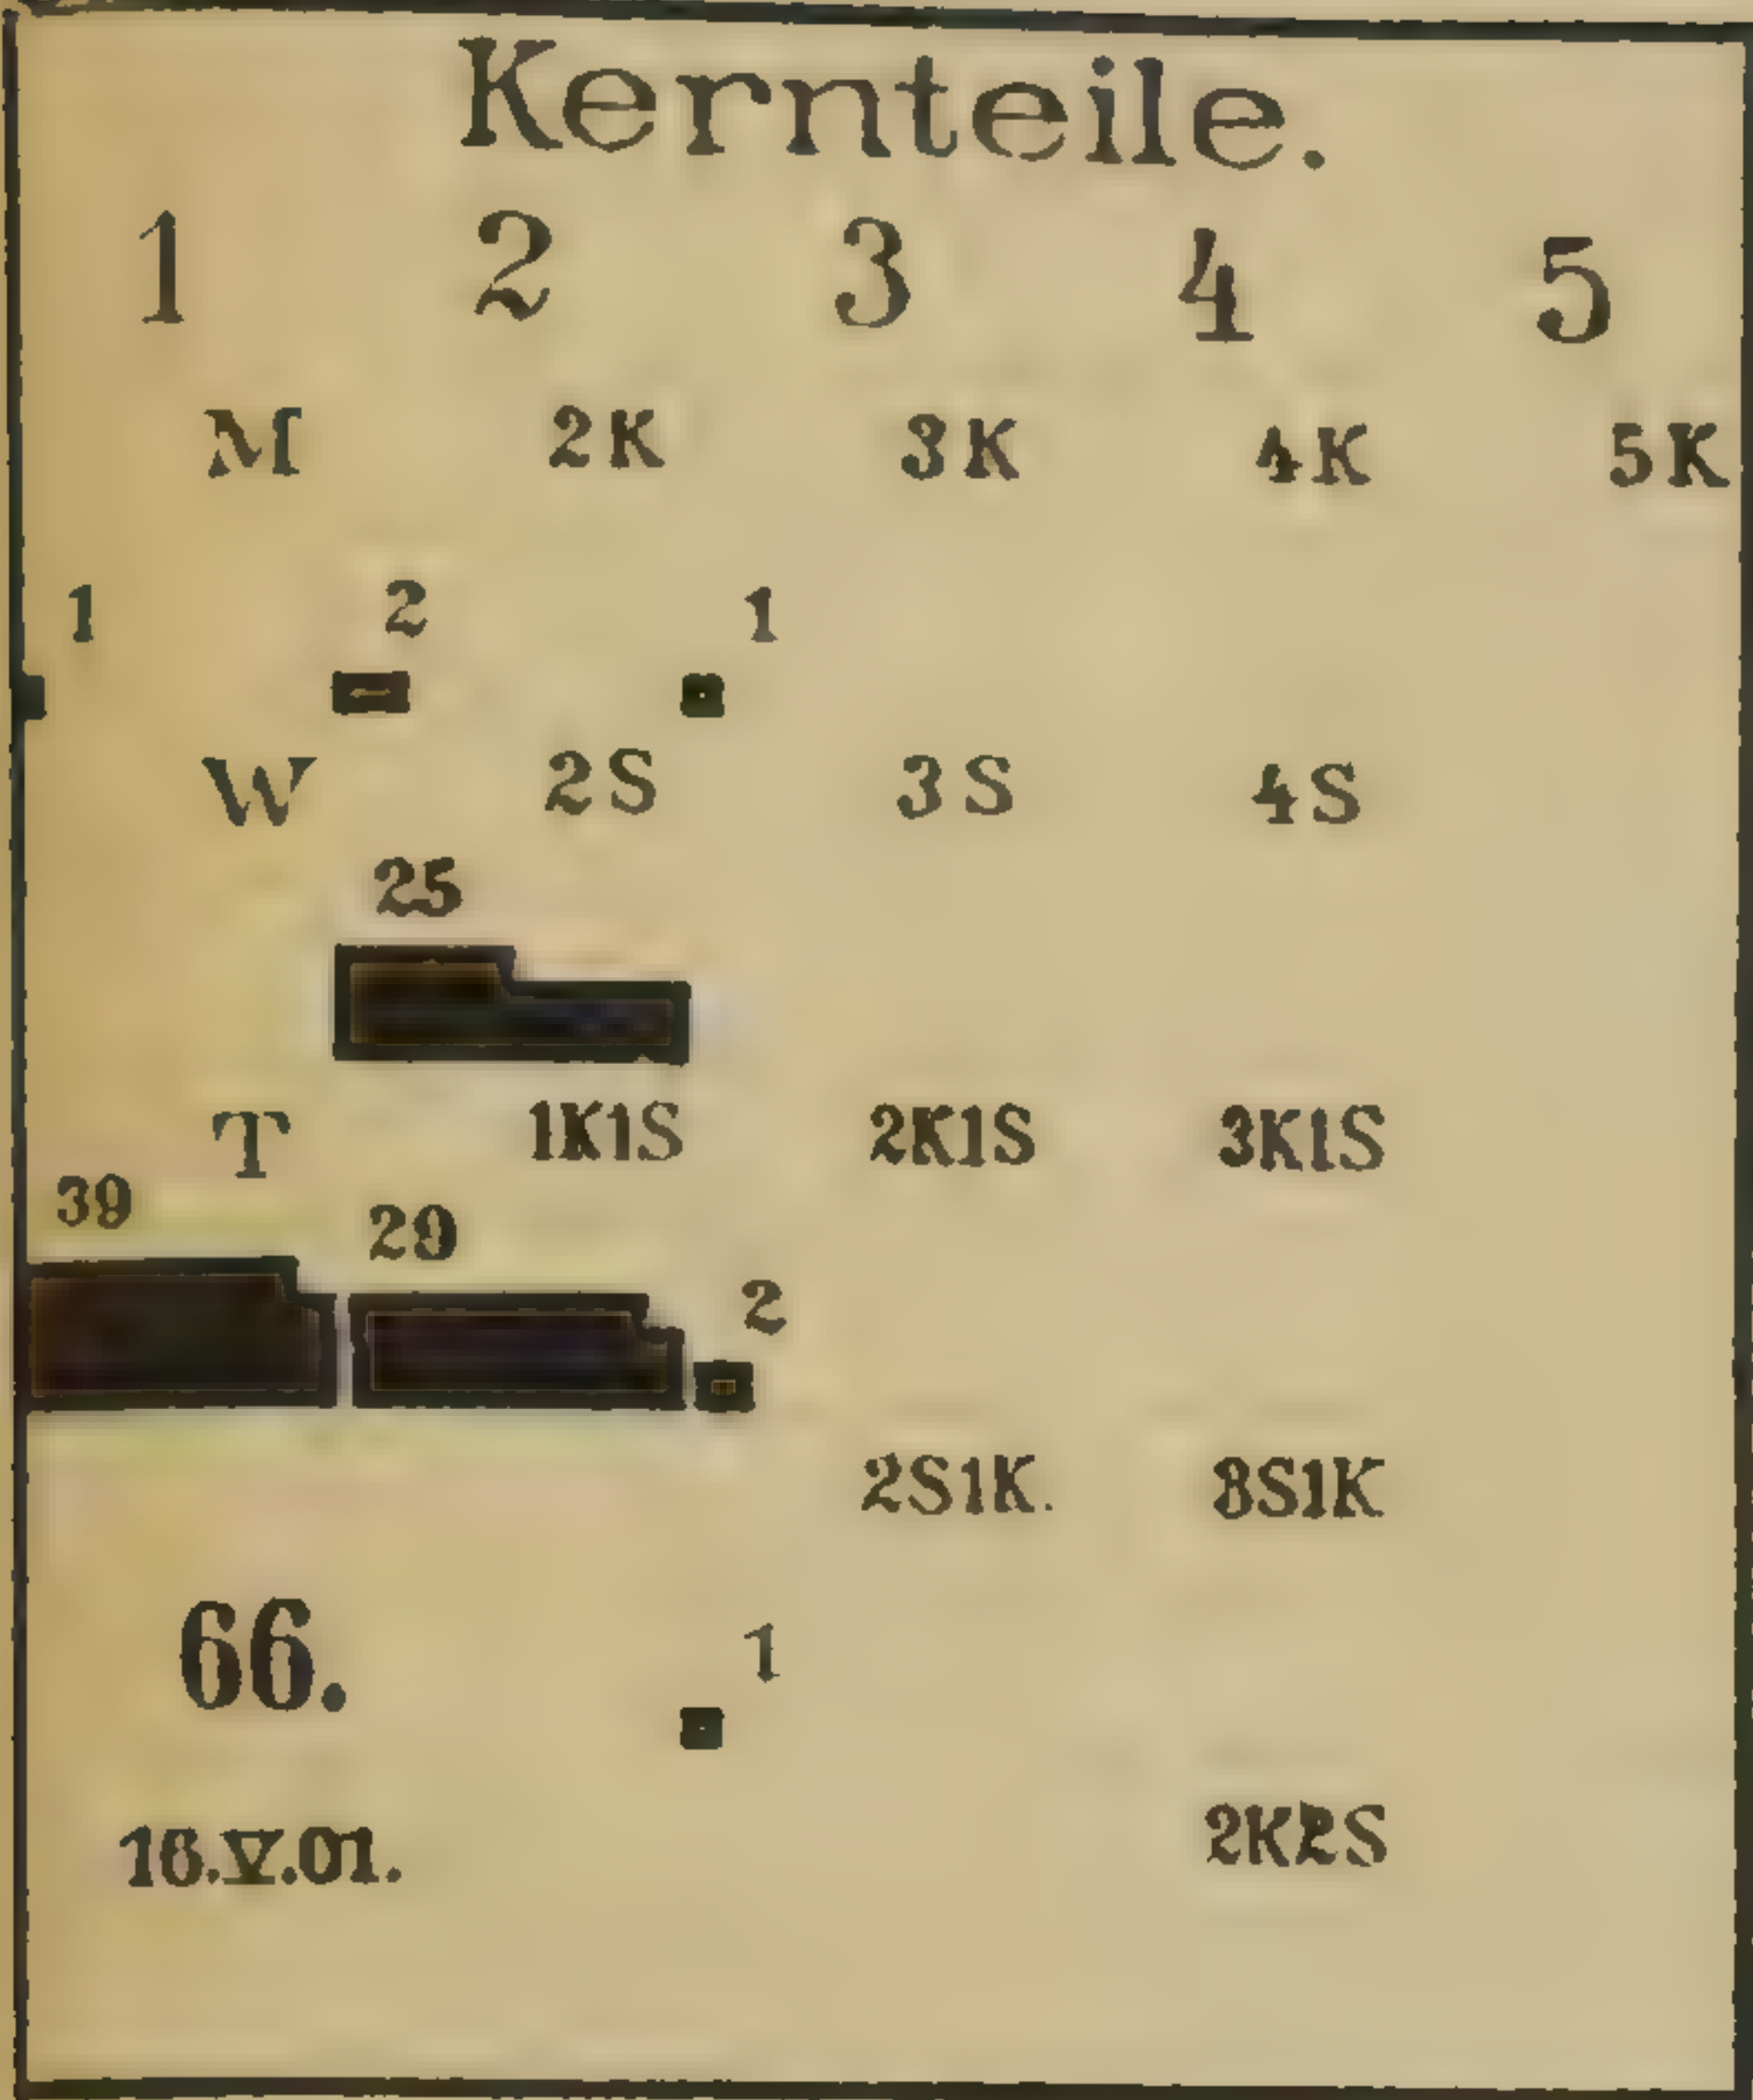 Kernteile.
1 2 3 4 5
M 2K 3K 4K 5K
1 2 1
W 2S 3S 4S
25
T 1K1S 2K1S 3K1S
39 29
2
2S1K. 3S1K
66. 1
16.V.01. 2K2S